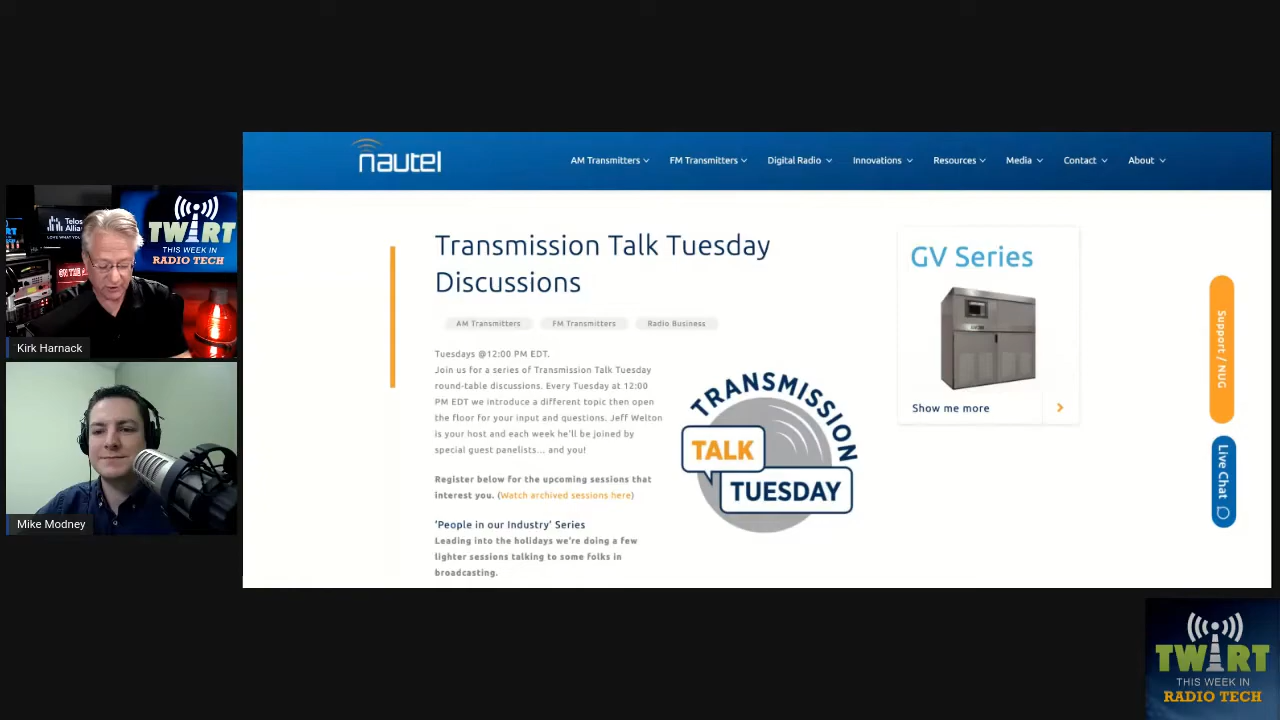 Telos
Allia
LOVE WHAT YOU
TWiRT
THIS WEEK IN
RADIO TECH
Kirk Harnack
Mike Modney
nautel
AM Transmitters
FM Transmitters
Digital Radio
Innovations
Resources
Media
Contact
About
Transmission Talk Tuesday
Discussions
AM Transmitters
FM Transmitters
Radio Business
Tuesdays @12:00 PM EDT.
Join us for a series of Transmission Talk Tuesday
round-table discussions. Every Tuesday at 12:00
PM EDT we introduce a different topic then open
the floor for your input and questions. Jeff Welton
is your host and each week he'll be joined by
special guest panelists... and you!
Register below for the upcoming sessions that
interest you. (Watch archived sessions here)
'People in our Industry' Series
Leading into the holidays we're doing a few
lighter sessions talking to some folks in
broadcasting.
TRANSMISSION
TALK
TUESDAY
GV Series
Show me more
Support / NUG
Live Chat
TWiRT
THIS WEEK IN
RADIO TECH